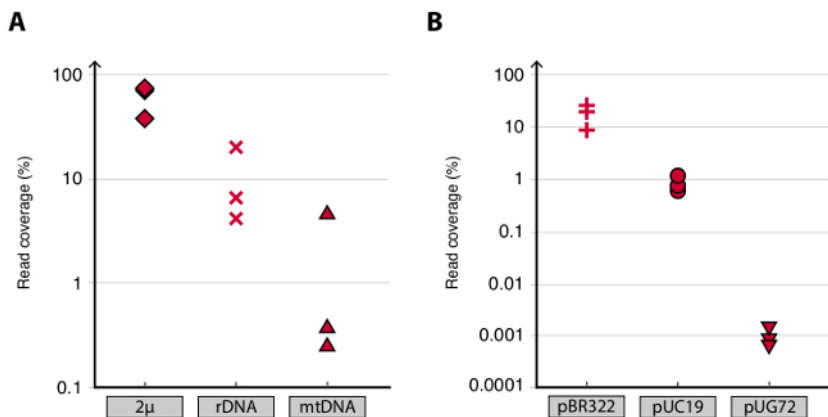 A
Read coverage (%)
100
10
1
0.1
2µ
rDNA
mtDNA
B
Read coverage (%)
100
10
1
0.1
0.01
0.001
0.0001
pBR322
pUC19
pUG72